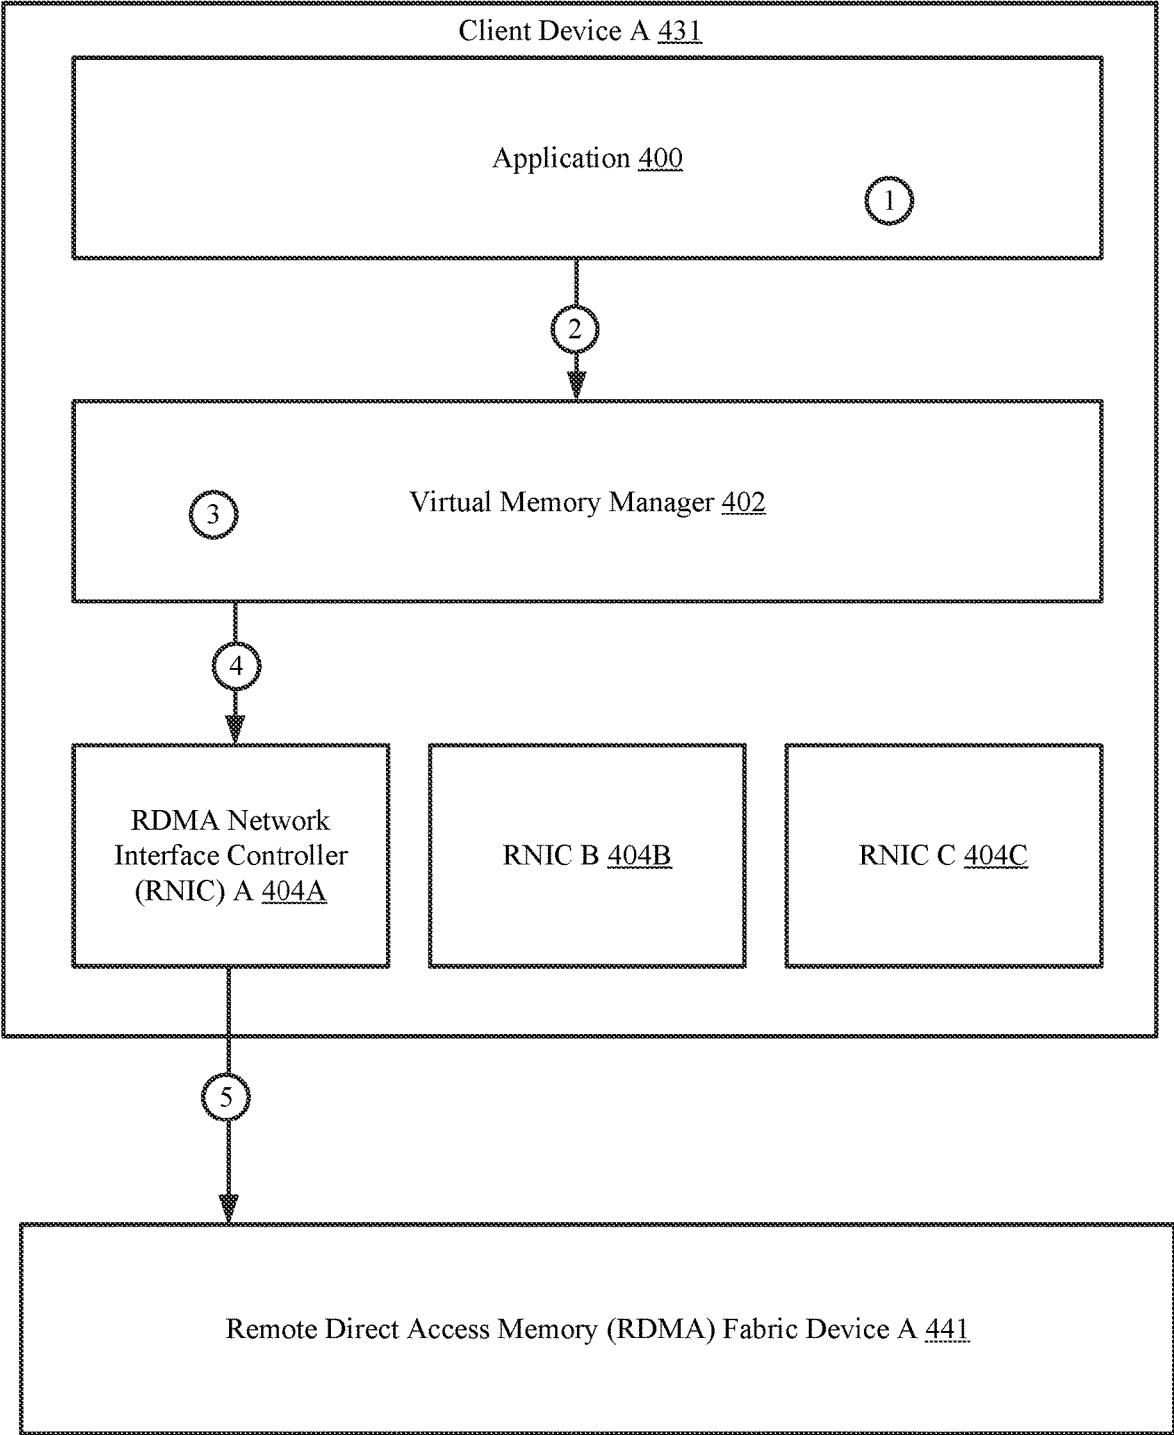 Client Device A 431
Application 400
1
2
Virtual Memory Manager 402
3
4
RDMA Network
Interface Controller
(RNIC) A 404A
RNIC B 404B
RNIC C 404C
5
Remote Direct Access Memory (RDMA) Fabric Device A 441